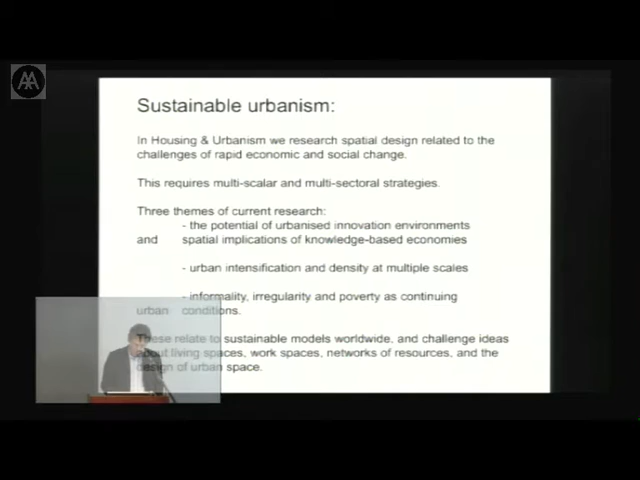 AA
Sustainable urbanism:
In Housing & Urbanism we research spatial design related to the
challenges of rapid economic and social change.
This requires multi-scalar and multi-sectoral strategies.
Three themes of current research:
- the potential of urbanised innovation environments
and spatial implications of knowledge-based economies
- urban intensification and density at multiple scales
- informality, irregularity and poverty as continuing
urban conditions.
These relate to sustainable models worldwide, and challenge ideas
about living spaces, work spaces, networks of resources, and the
design of urban space.